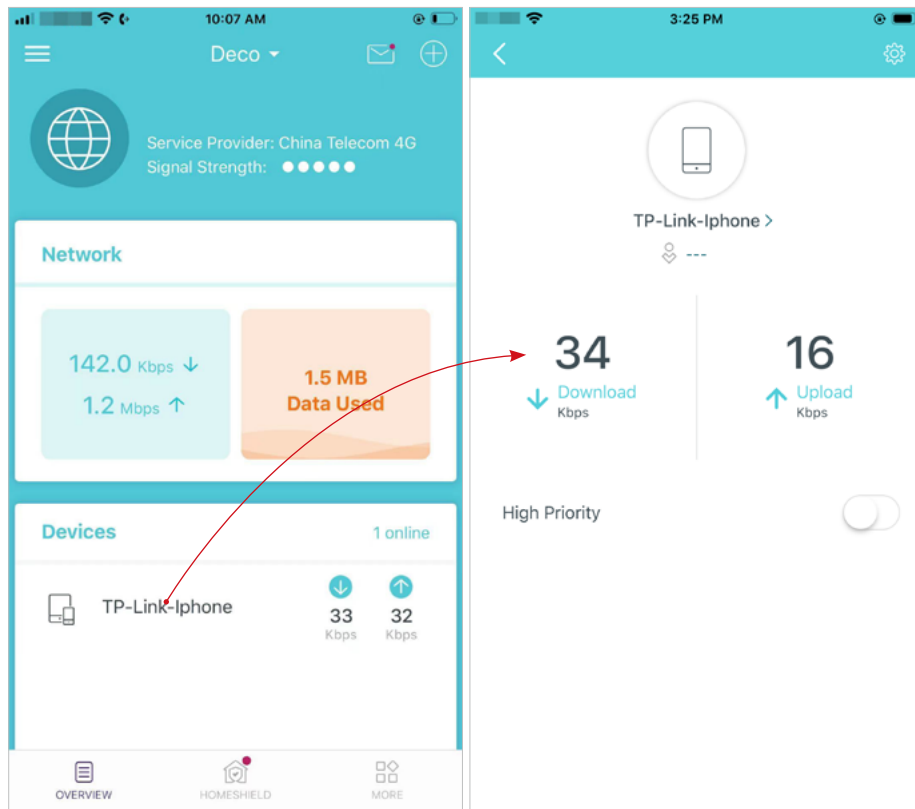 10:07 AM
Deco
Service Provider: China Telecom 4G
Signal Strength:
Network
142.0 Kbps ↓
1.2 Mbps ↑
1.5 MB
Data Used
Devices
1 online
TP-Link-Iphone
33
32
Kbps
Kbps
OVERVIEW
HOMESHIELD
MORE
3:25 PM
TP-Link-Iphone >
---
34
Download
Kbps
16
Upload
Kbps
High Priority